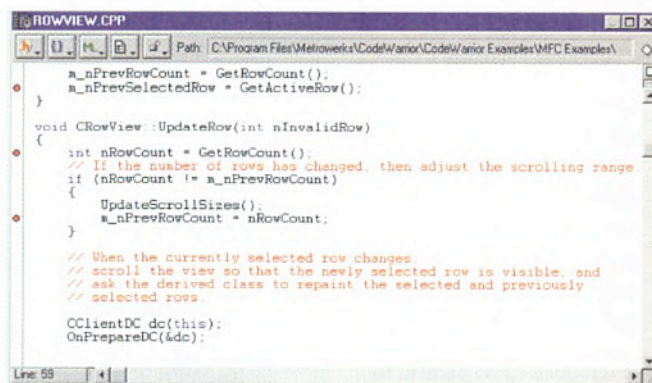 ROWVIEW.CPP
Path: C:\Program Files\Metrowerks\CodeWarrior\CodeWarrior Examples\MFC Examples\
m_nPrevRowCount = GetRowCount();
m_nPrevSelectedRow = GetActiveRow();
}
void CRowView::UpdateRow(int nInvalidRow)
{
int nRowCount = GetRowCount();
// If the number of rows has changed, then adjust the scrolling range.
if (nRowCount != m_nPrevRowCount)
{
UpdateScrollSizes();
m_nPrevRowCount = nRowCount;
}
// When the currently selected row changes,
// scroll the view so that the newly selected row is visible, and
// ask the derived class to repaint the selected and previously
// selected rows.
CClientDC dc(this);
OnPrepareDC(&dc);
Line: 59